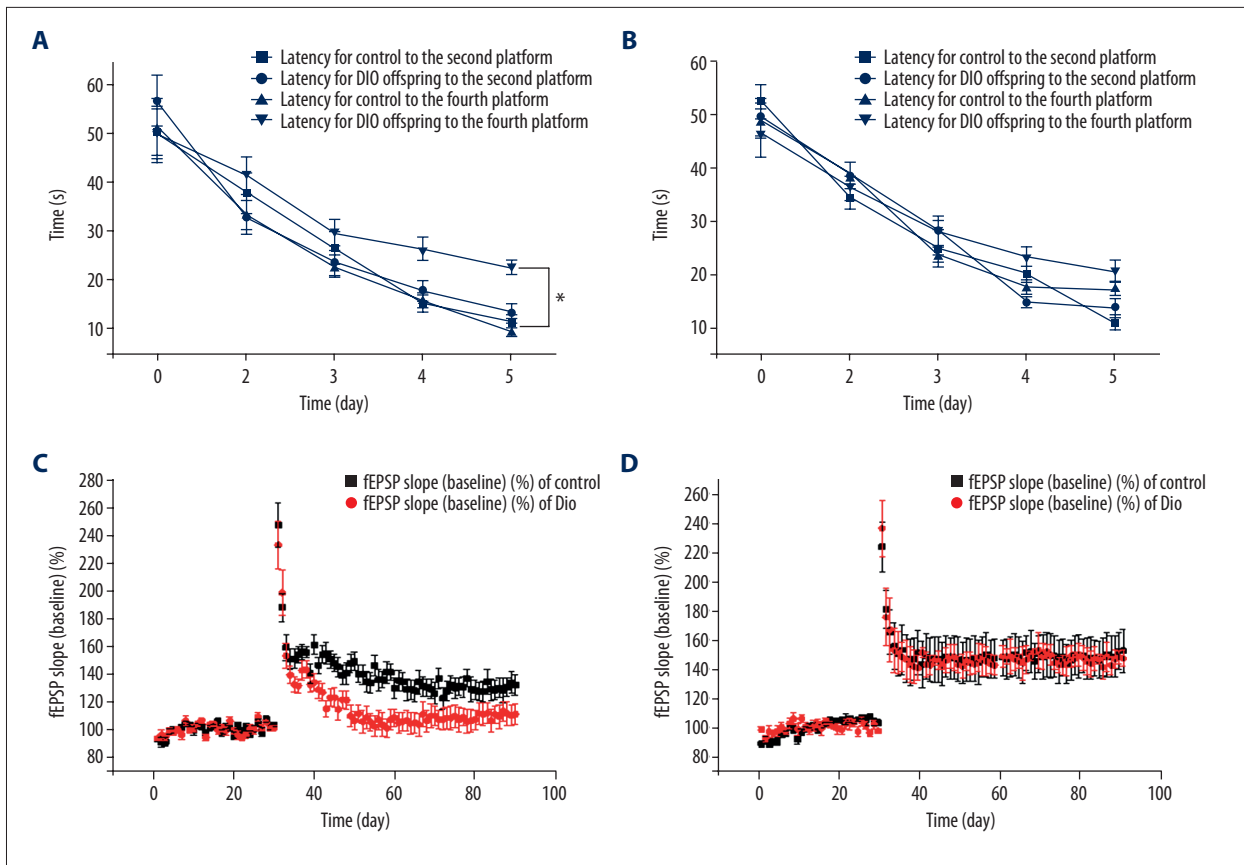 A
Latency for control to the second platform
Latency for DIO offspring to the second platform
Latency for control to the fourth platform
Latency for DIO offspring to the fourth platform
60
50
40
30
20
10
Time (s)
*
0 2 3 4 5
Time (day)
B
Latency for control to the second platform
Latency for DIO offspring to the second platform
Latency for control to the fourth platform
Latency for DIO offspring to the fourth platform
60
50
40
30
20
10
Time (s)
0 2 3 4 5
Time (day)
C
fEPSP slope (baseline) (%) of control
fEPSP slope (baseline) (%) of Dio
280
260
240
220
200
180
160
140
120
100
80
fEPSP slope (baseline) (%)
0 20 40 60 80 100
Time (day)
D
fEPSP slope (baseline) (%) of control
fEPSP slope (baseline) (%) of Dio
260
240
220
200
180
160
140
120
100
80
fEPSP slope (baseline) (%)
0 20 40 60 80 100
Time (day)